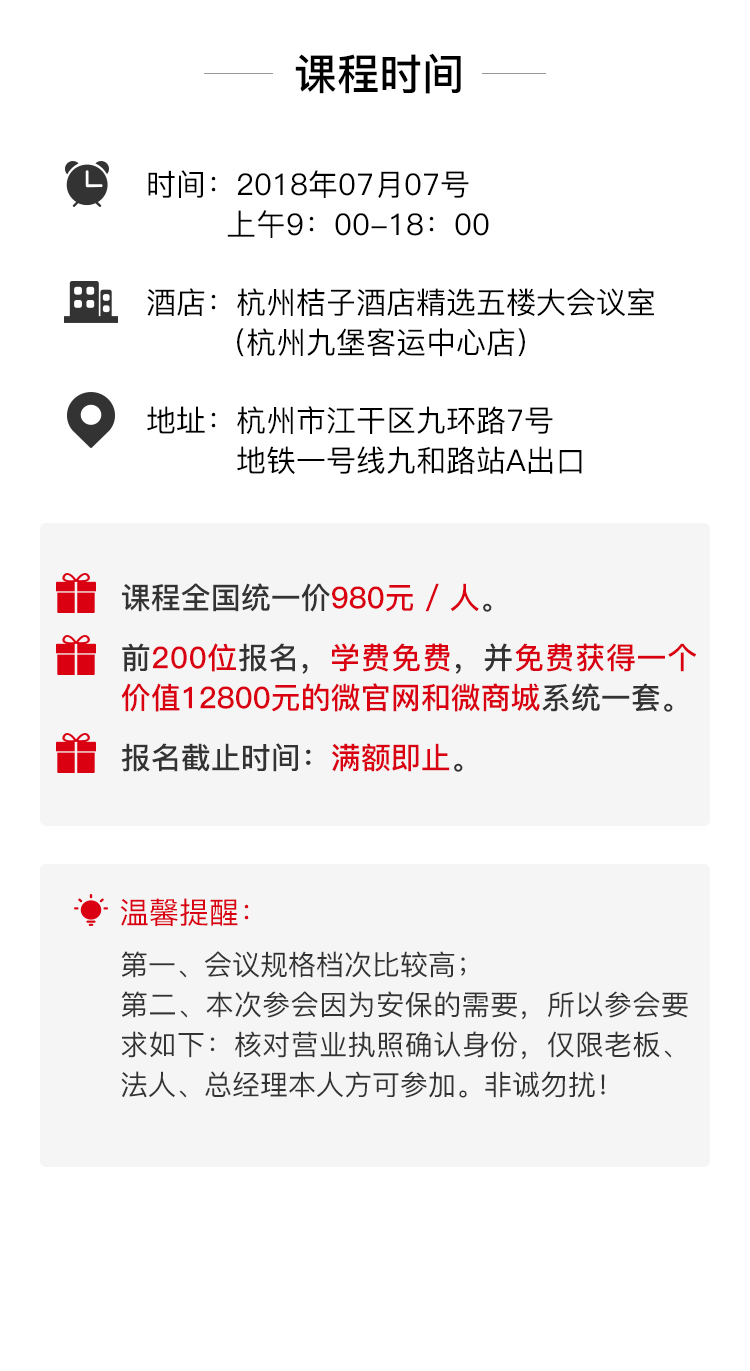 课程时间
时间：2018年07月07号
上午9：00-18：00
酒店：杭州桔子酒店精选五楼大会议室
（杭州九堡客运中心店）
地址：杭州市江干区九环路7号
地铁一号线九和路站A出口
课程全国统一价980元 / 人。
前200位报名，学费免费，并免费获得一个
价值12800元的微官网和微商城系统一套。
报名截止时间：满额即止。
温馨提醒：
第一、会议规格档次比较高；
第二、本次参会因为安保的需要，所以参会要
求如下：核对营业执照确认身份，仅限老板、
法人、总经理本人方可参加。非诚勿扰！